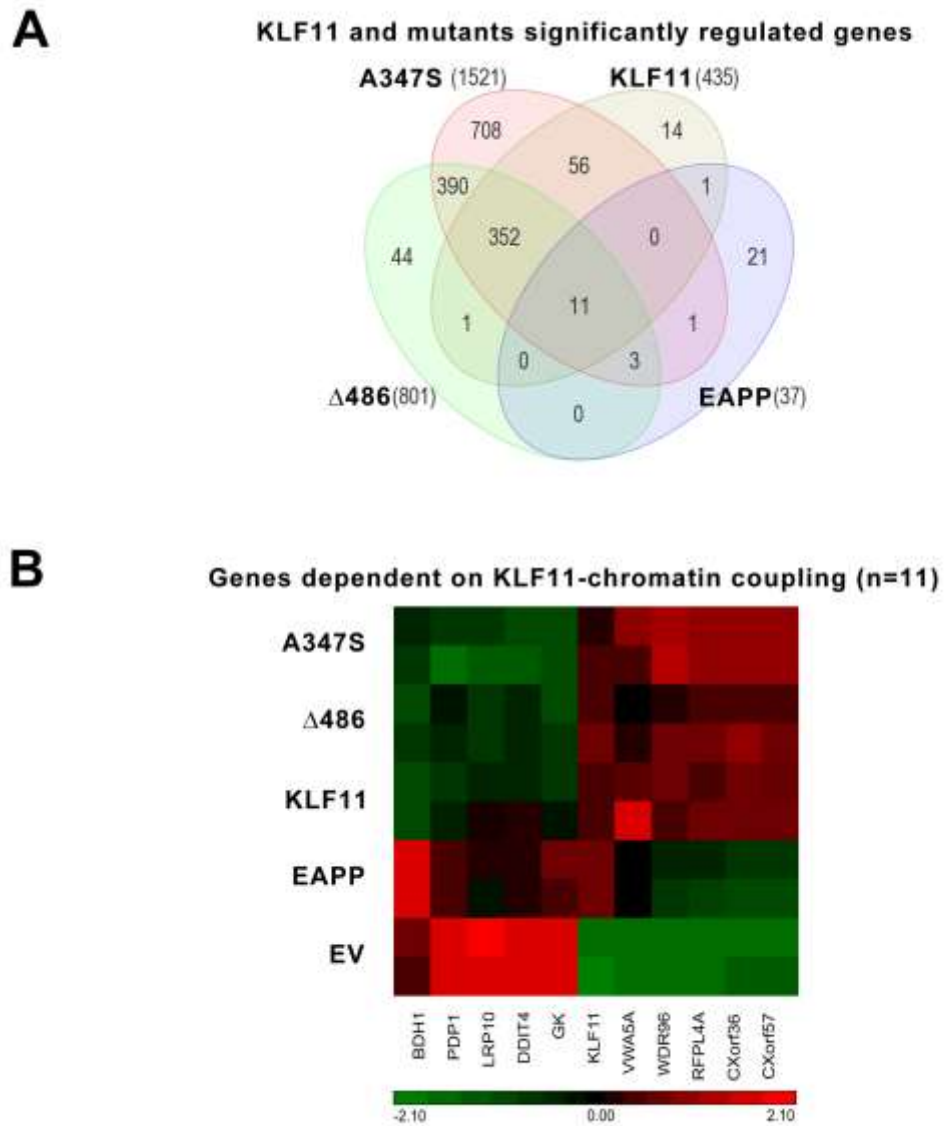 A
KLF11 and mutants significantly regulated genes
A347S (1521)
KLF11(435)
708
14
56
390
1
352
0
44
21
11
1
1
0
3
Δ486(801)
EAPP(37)
0
B
Genes dependent on KLF11-chromatin coupling (n=11)
A347S
Δ486
KLF11
EAPP
EV
BDH1
PDP1
LRP10
DDIT4
GK
KLF11
VWA5A
WDR96
RFPL4A
CXorf36
CXorf57
-2.10
0.00
2.10